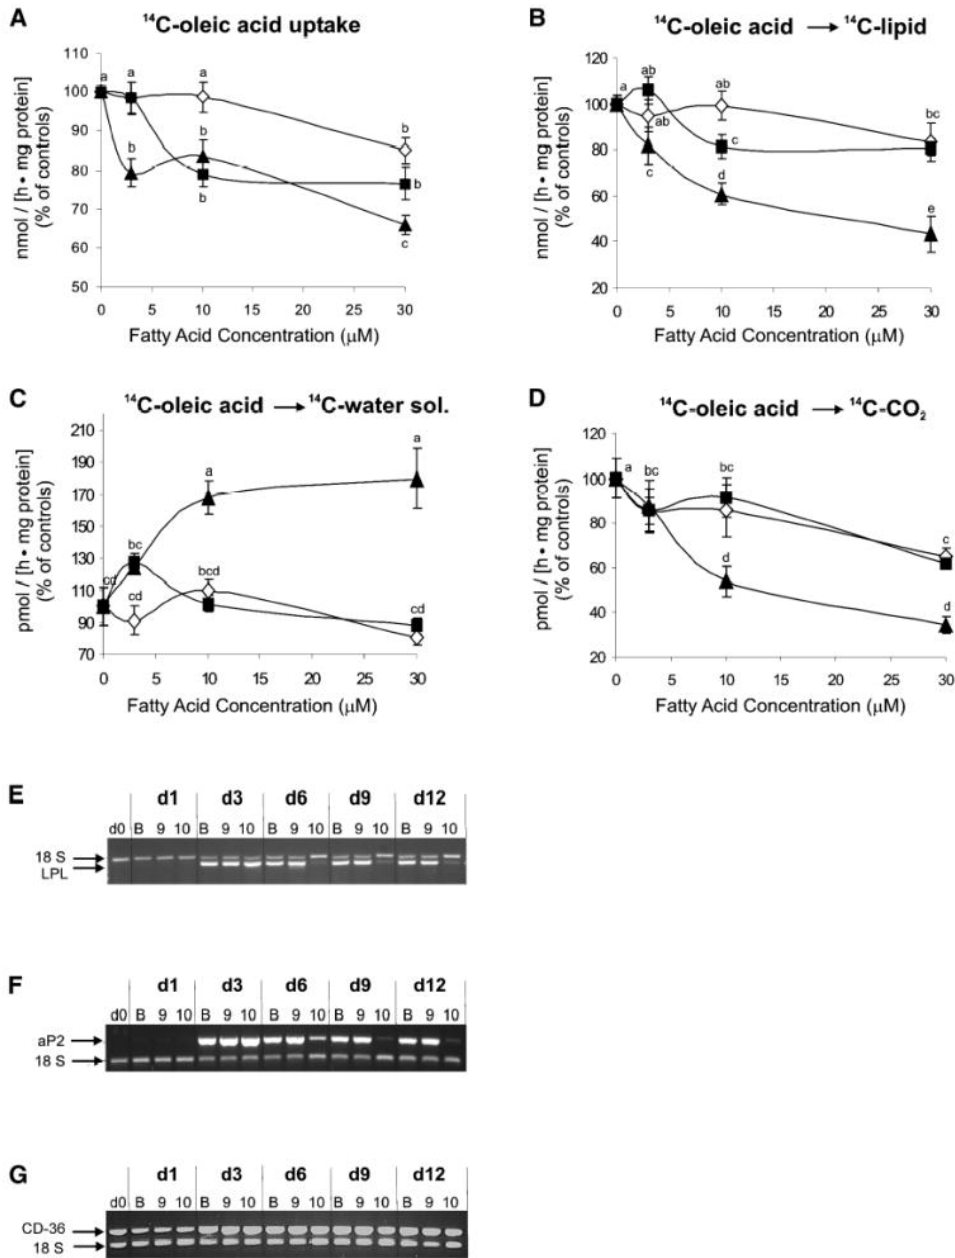 A
¹⁴C-oleic acid uptake
nmol / [h • mg protein]
(% of controls)
110
100
90
80
70
60
50
a
a
a
b
b
b
b
b
c
0 5 10 15 20 25 30
Fatty Acid Concentration (µM)
B
¹⁴C-oleic acid → ¹⁴C-lipid
nmol / [h • mg protein]
(% of controls)
120
100
80
60
40
20
a
ab
ab
ab
bc
c
c
d
e
0 5 10 15 20 25 30
Fatty Acid Concentration (µM)
C
¹⁴C-oleic acid → ¹⁴C-water sol.
pmol / [h • mg protein]
(% of controls)
210
190
170
150
130
110
90
70
a
a
bc
cd
bcd
cd
cd
0 5 10 15 20 25 30
Fatty Acid Concentration (µM)
D
¹⁴C-oleic acid → ¹⁴C-CO₂
pmol / [h • mg protein]
(% of controls)
120
100
80
60
40
20
a
bc
bc
c
d
d
0 5 10 15 20 25 30
Fatty Acid Concentration (µM)
E
d1 d3 d6 d9 d12
d0 B 9 10 B 9 10 B 9 10 B 9 10 B 9 10
18 S
LPL
F
d1 d3 d6 d9 d12
d0 B 9 10 B 9 10 B 9 10 B 9 10 B 9 10
aP2
18 S
G
d1 d3 d6 d9 d12
d0 B 9 10 B 9 10 B 9 10 B 9 10 B 9 10
CD-36
18 S